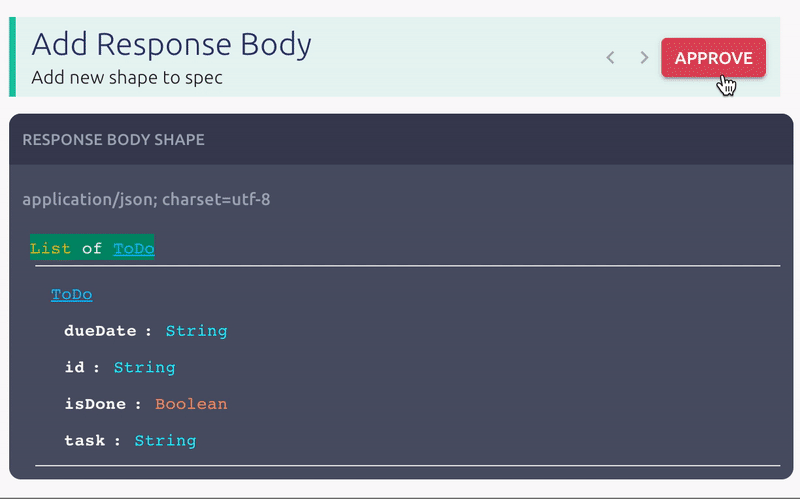 Add Response Body
Add new shape to spec
APPROVE
RESPONSE BODY SHAPE
application/json; charset=utf-8
List of ToDo
ToDo
dueDate : String
id : String
isDone : Boolean
task : String